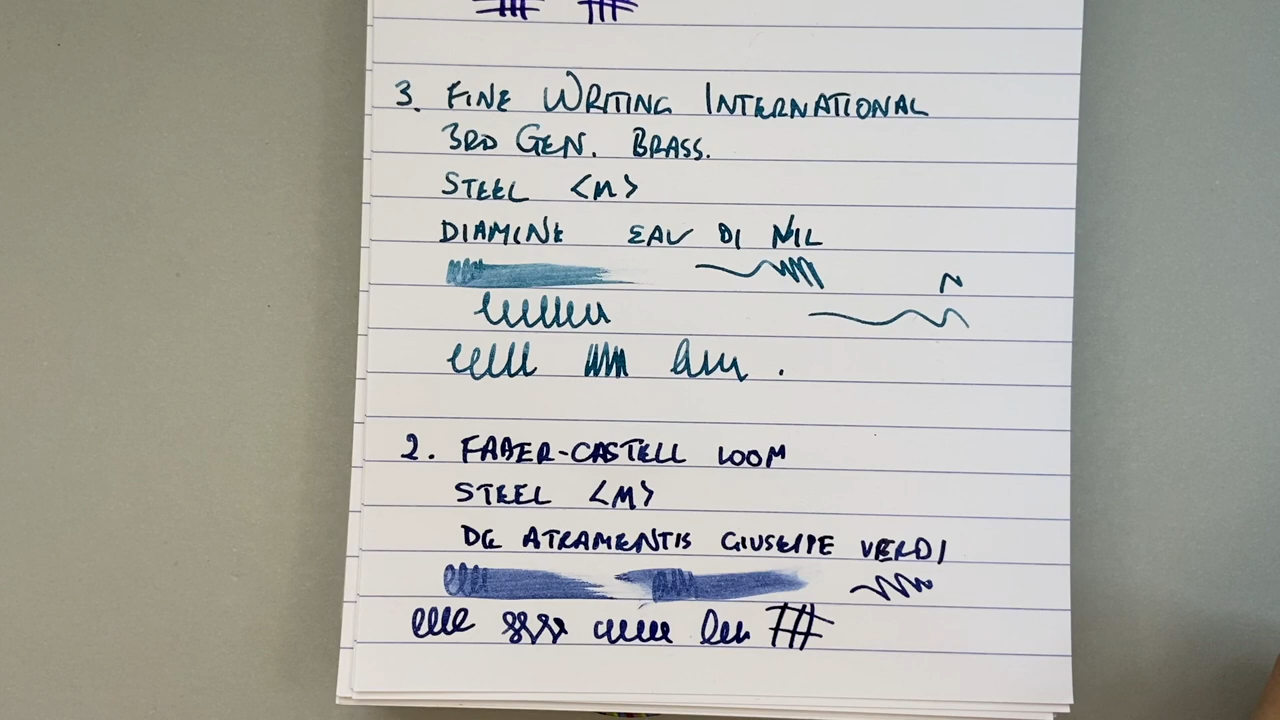 3. FINE WRITING INTERNATIONAL
3RD GEN. BRASS.
STEEL <M>
DIAMINE EAU DI NIL
2. FABER-CASTELL LOOM
STEEL <M>
DE ATRAMENTIS GIUSEPPE VERDI